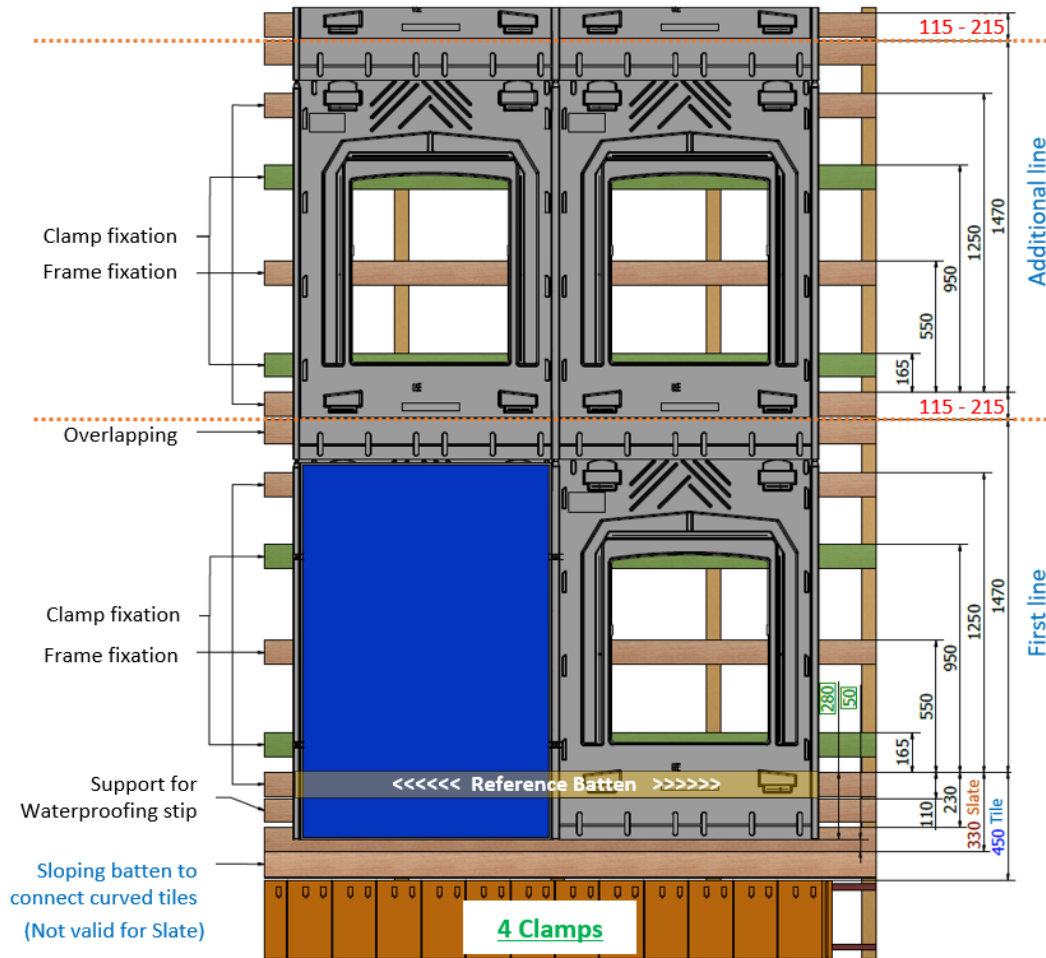 115 - 215
Clamp fixation
Frame fixation
Additional line
1470
1250
950
550
165
115 - 215
Overlapping
Clamp fixation
Frame fixation
First line
1470
1250
950
550
165
280
50
Support for
Waterproofing stip
<<<<<< Reference Batten >>>>>>
110
230
330 Slate
450 Tile
Sloping batten to
connect curved tiles
(Not valid for Slate)
4 Clamps